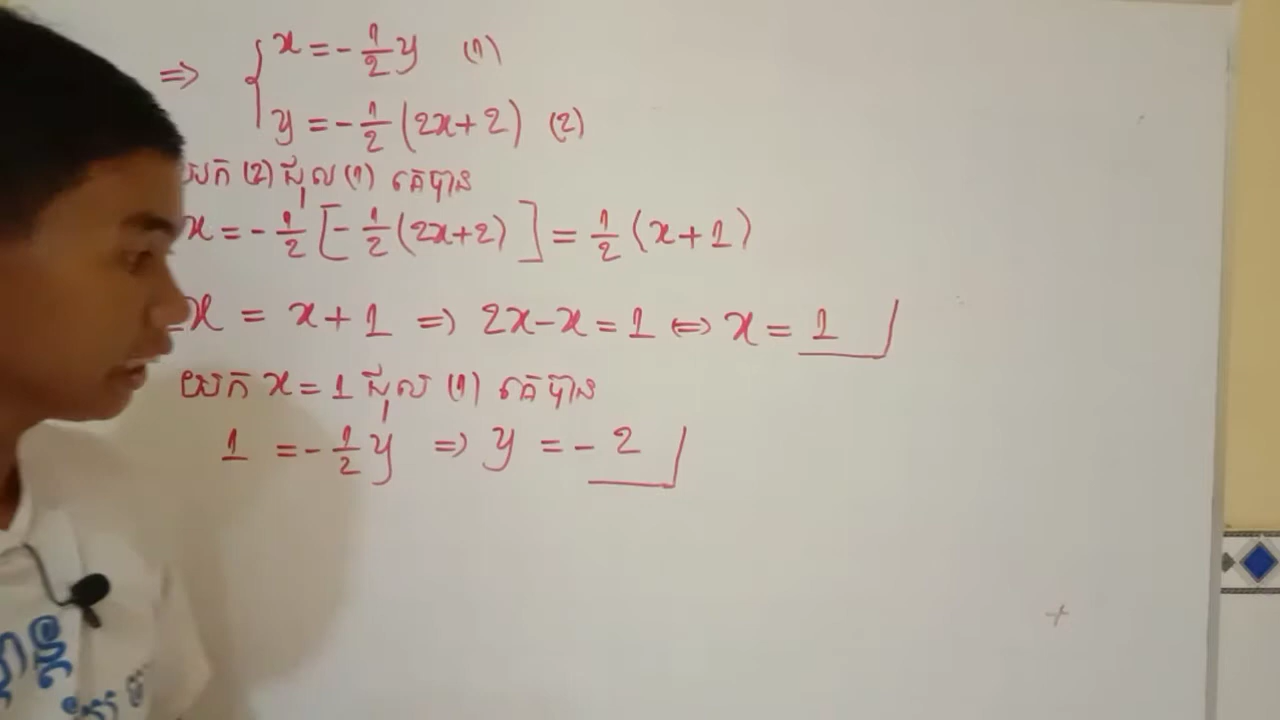 ⇒ { x = -1/2 y (1)
y = -1/2 (2x+2) (2)
យក (2) ជួស (1) គេបាន
x = -1/2 [-1/2 (2x+2)] = 1/2 (x+1)
x = x+1 ⇒ 2x-x = 1 ⇔ x = 1
យក x = 1 ជួស (1) គេបាន
1 = -1/2 y ⇒ y = -2